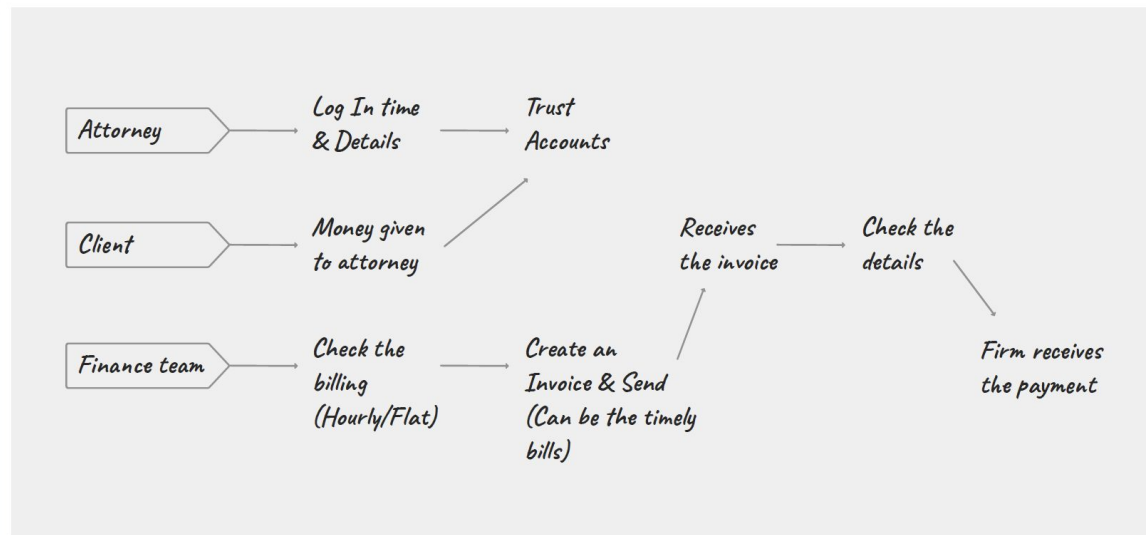 Attorney
Log In time
& Details
Trust
Accounts
Client
Money given
to attorney
Receives
the invoice
Check the
details
Finance team
Check the
billing
(Hourly/Flat)
Create an
Invoice & Send
(Can be the timely
bills)
Firm receives
the payment